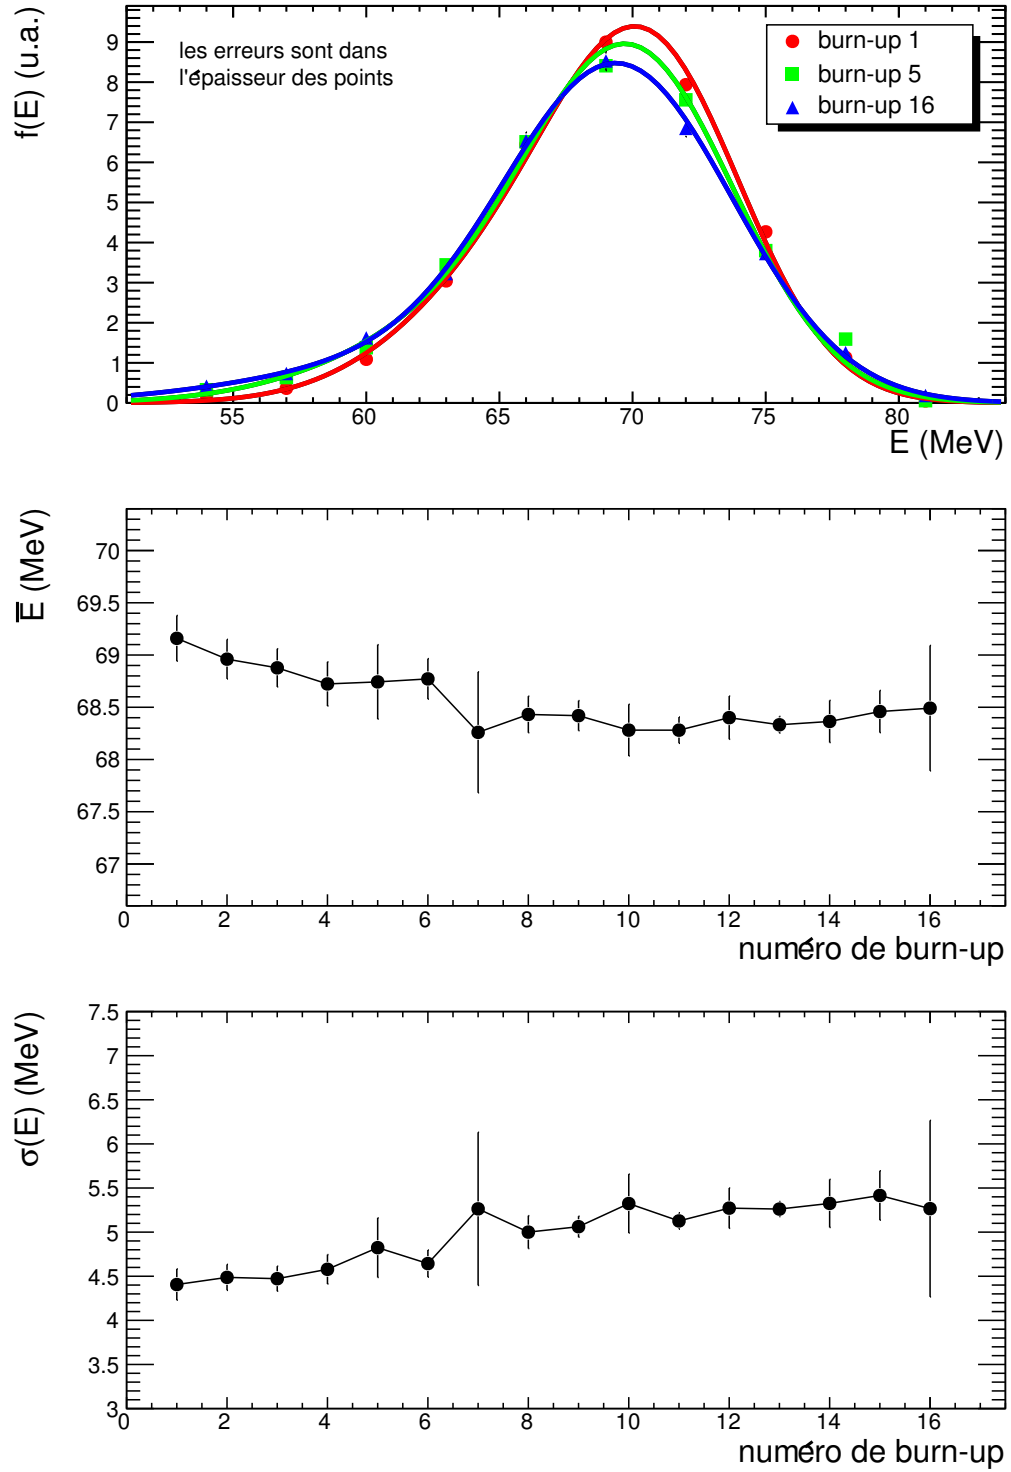 f(E) (u.a.)
9
8
7
6
5
4
3
2
1
0
les erreurs sont dans
l'épaisseur des points
burn-up 1
burn-up 5
burn-up 16
55 60 65 70 75 80
E (MeV)
E̅ (MeV)
70
69.5
69
68.5
68
67.5
67
0 2 4 6 8 10 12 14 16
numéro de burn-up
σ(E) (MeV)
7.5
7
6.5
6
5.5
5
4.5
4
3.5
3
0 2 4 6 8 10 12 14 16
numéro de burn-up